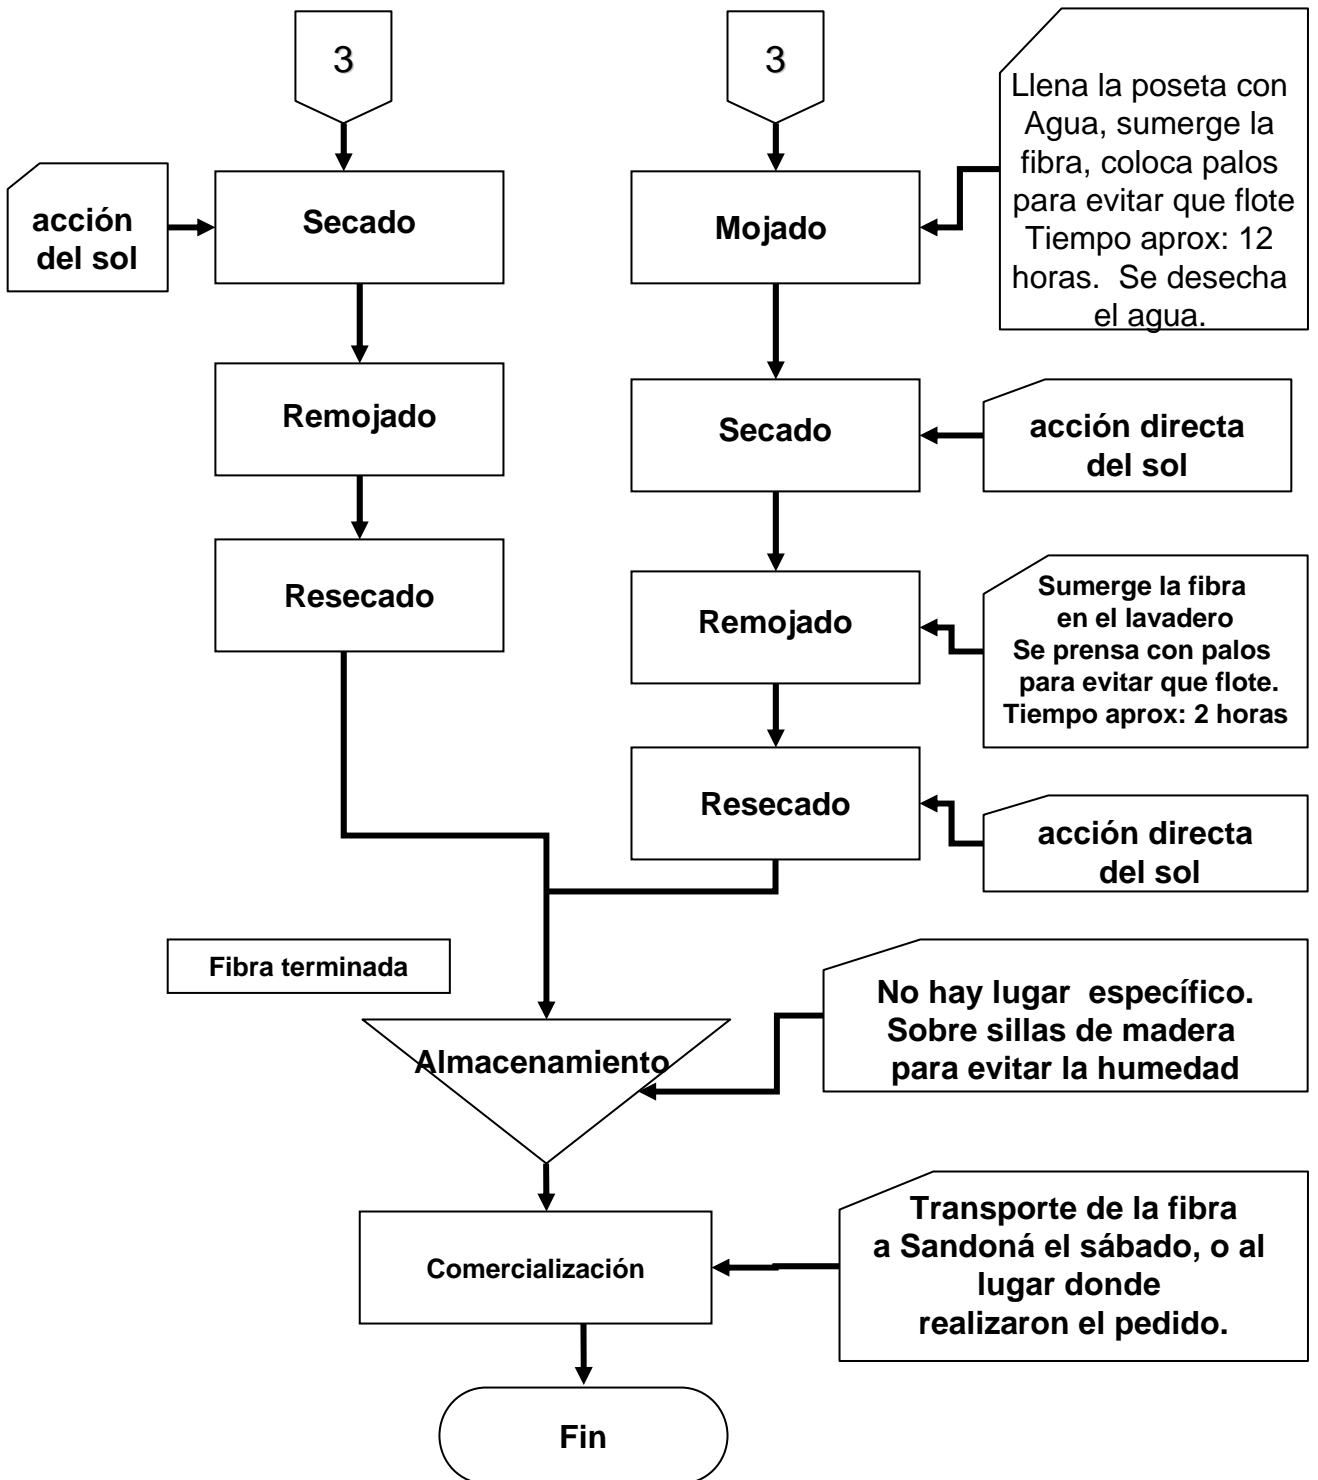 3
3
Llena la poseta con
Agua, sumerge la
fibra, coloca palos
para evitar que flote
Tiempo aprox: 12
horas. Se desecha
el agua.
acción
del sol
Secado
Mojado
Remojado
Secado
acción directa
del sol
Resecado
Remojado
Sumerge la fibra
en el lavadero
Se prensa con palos
para evitar que flote.
Tiempo aprox: 2 horas
Resecado
acción directa
del sol
Fibra terminada
No hay lugar específico.
Sobre sillas de madera
para evitar la humedad
Almacenamiento
Transporte de la fibra
a Sandoná el sábado, o al
lugar donde
realizaron el pedido.
Comercialización
Fin